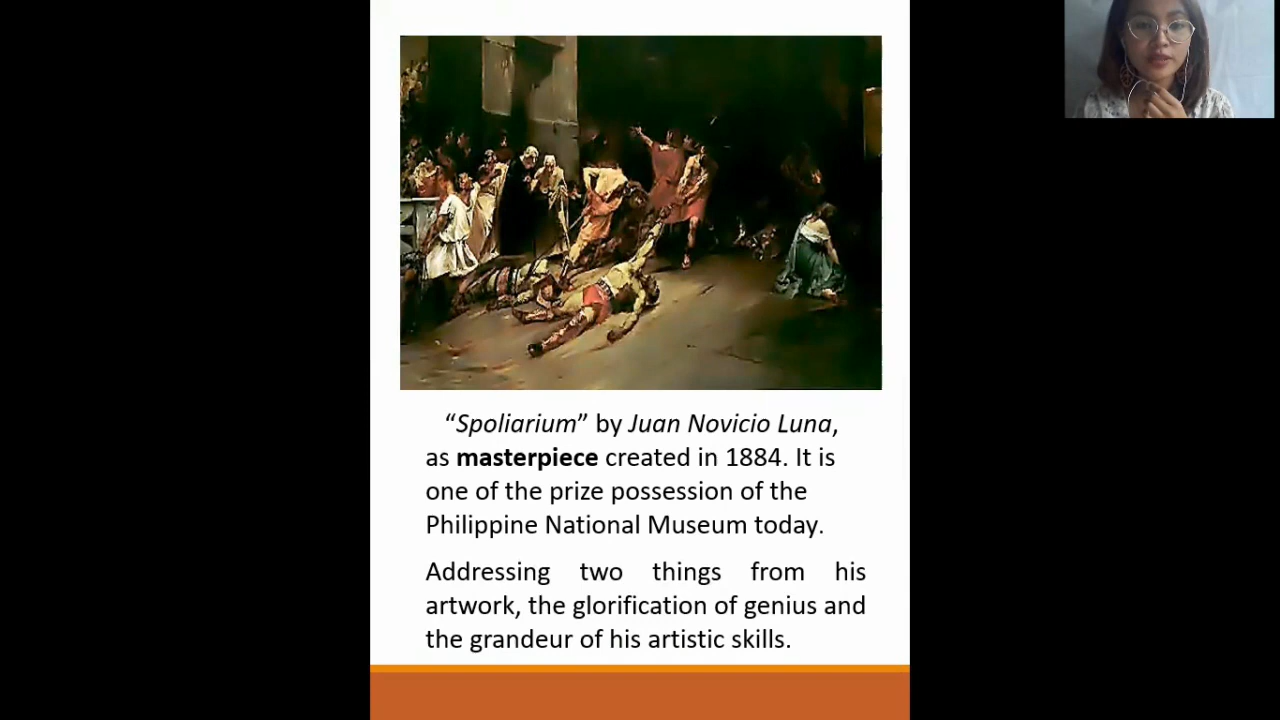 “Spoliarium” by Juan Novicio Luna,
as masterpiece created in 1884. It is
one of the prize possession of the
Philippine National Museum today.
Addressing two things from his
artwork, the glorification of genius and
the grandeur of his artistic skills.